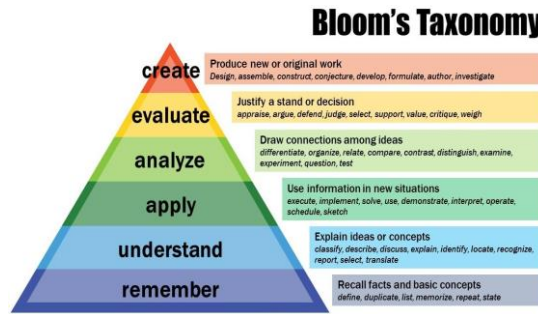 Bloom's Taxonomy
create
Produce new or original work
Design, assemble, construct, conjecture, develop, formulate, author, investigate
evaluate
Justify a stand or decision
appraise, argue, defend, judge, select, support, value, critique, weigh
analyze
Draw connections among ideas
differentiate, organize, relate, compare, contrast, distinguish, examine,
experiment, question, test
apply
Use information in new situations
execute, implement, solve, use, demonstrate, interpret, operate,
schedule, sketch
understand
Explain ideas or concepts
classify, describe, discuss, explain, identify, locate, recognize,
report, select, translate
remember
Recall facts and basic concepts
define, duplicate, list, memorize, repeat, state